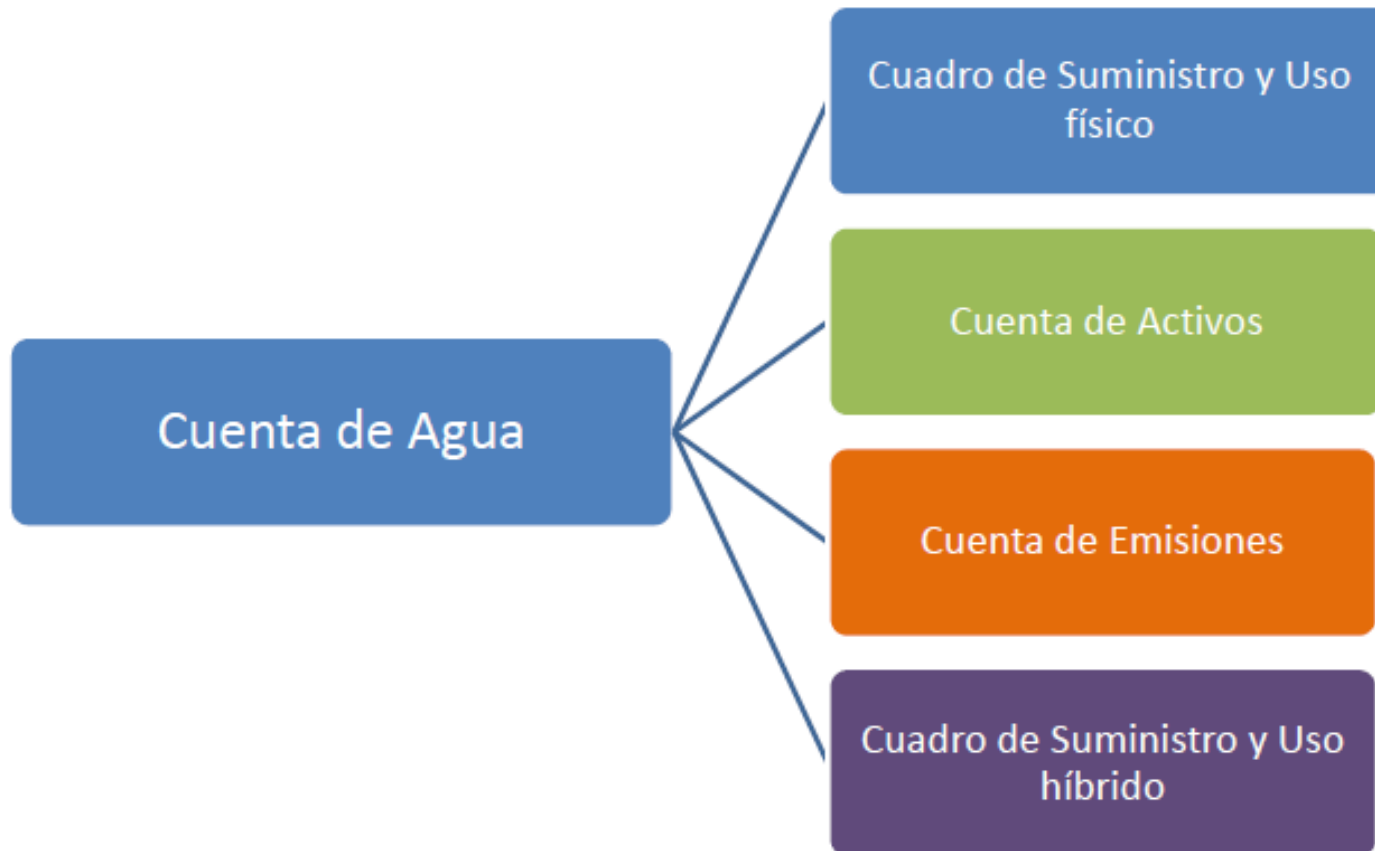 Cuadro de Suministro y Uso
físico
Cuenta de Activos
Cuenta de Agua
Cuenta de Emisiones
Cuadro de Suministro y Uso
híbrido